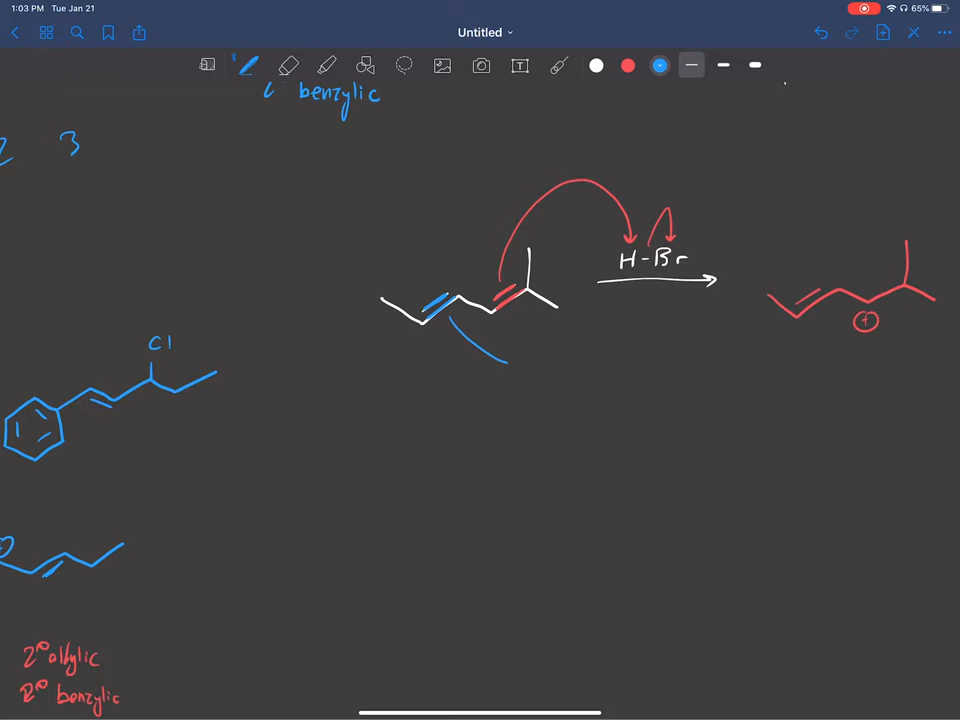 1:03 PM Tue Jan 21
65%
Untitled
T
benzylic
3
H-Br
+
Cl
2° allylic
2° benzylic